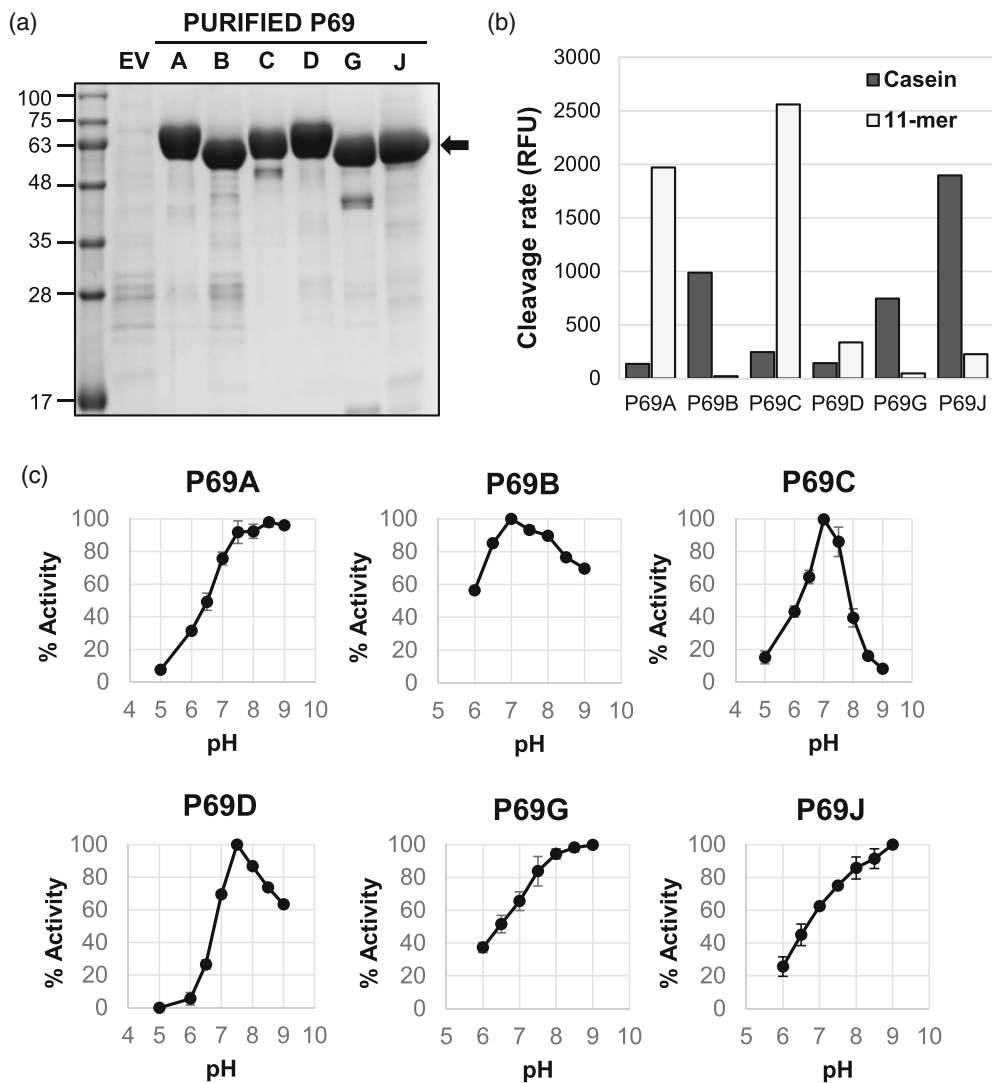 (a)
PURIFIED P69
EV A B C D G J
100
75
63
48
35
28
17
(b)
3000
2500
2000
1500
1000
500
0
Cleavage rate (RFU)
Casein
11-mer
P69A P69B P69C P69D P69G P69J
(c)
P69A
100
80
60
40
20
0
% Activity
4 5 6 7 8 9 10
pH
P69B
100
80
60
40
20
0
% Activity
5 6 7 8 9 10
pH
P69C
100
80
60
40
20
0
% Activity
4 5 6 7 8 9 10
pH
P69D
100
80
60
40
20
0
% Activity
4 5 6 7 8 9 10
pH
P69G
100
80
60
40
20
0
% Activity
5 6 7 8 9 10
pH
P69J
100
80
60
40
20
0
% Activity
5 6 7 8 9 10
pH